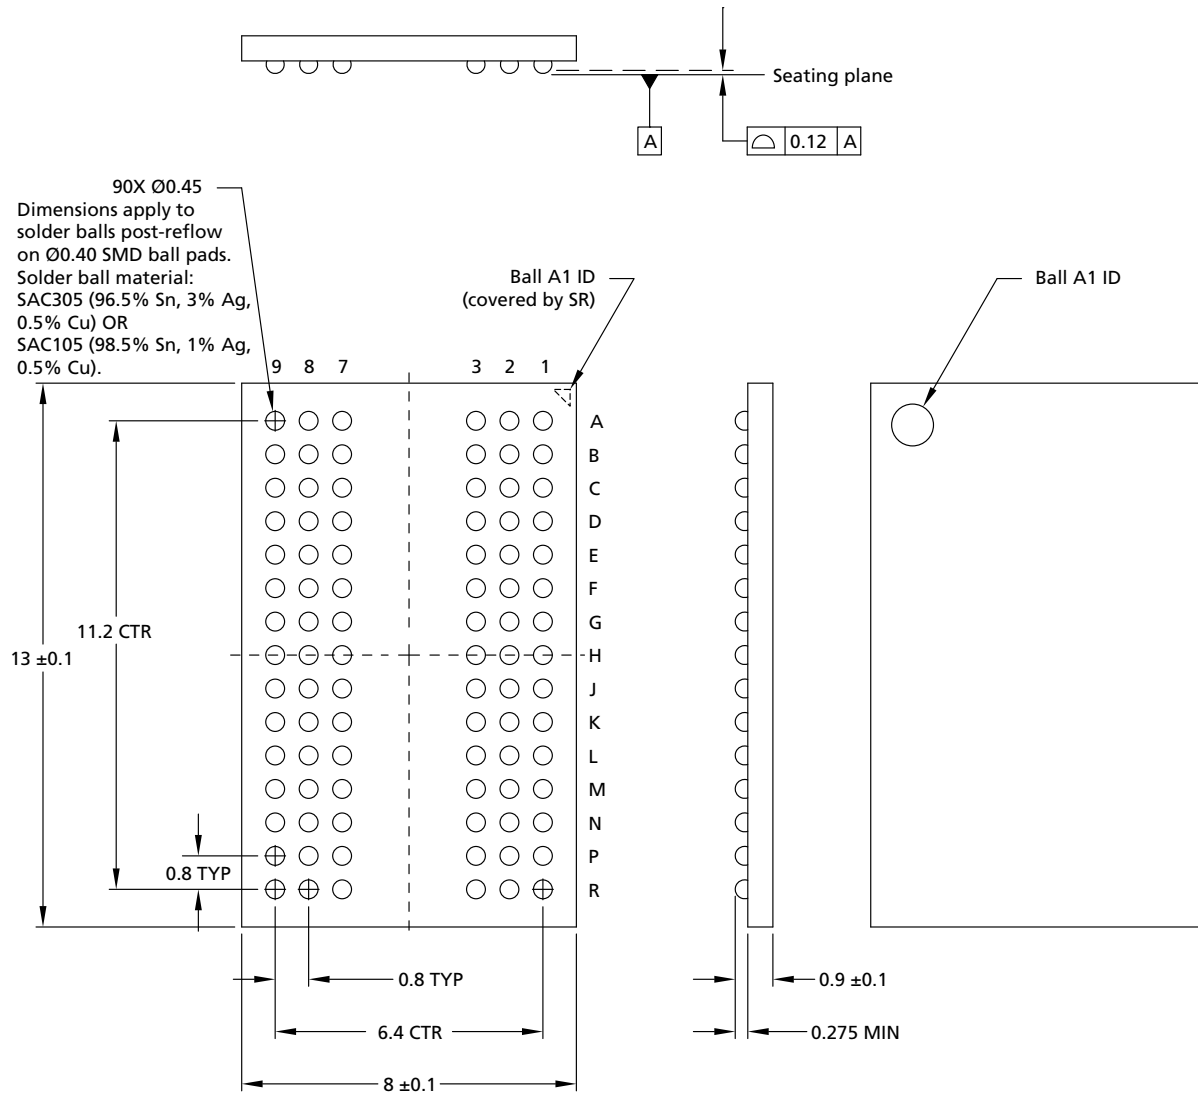 Seating plane
A
0.12 A
90X Ø0.45
Dimensions apply to
solder balls post-reflow
on Ø0.40 SMD ball pads.
Solder ball material:
SAC305 (96.5% Sn, 3% Ag,
0.5% Cu) OR
SAC105 (98.5% Sn, 1% Ag,
0.5% Cu).
Ball A1 ID
(covered by SR)
Ball A1 ID
9 8 7 3 2 1
A
B
C
D
E
F
G
H
J
K
L
M
N
P
R
11.2 CTR
13 ±0.1
0.8 TYP
0.8 TYP
6.4 CTR
8 ±0.1
0.9 ±0.1
0.275 MIN